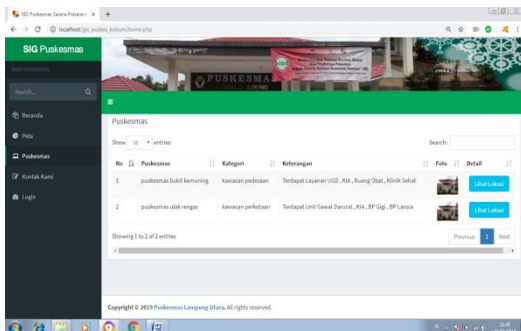 SIG Puskesmas Sarana Prasaran
localhost/gis_puskes_kobum/home.php
SIG Puskesmas
MAIN NAVIGATION
Search...
Beranda
Peta
Puskesmas
Kontak Kami
Login
PUSKESMA
Puskesmas
Show 10 entries
Search:
No Puskesmas Kategori Keterangan Foto Detail
1 puskesmas bukit kemuning kawasan pedesaan Terdapat Layanan UGD , KIA , Ruang Obat , Klinik Sehat Lihat Lokasi
2 puskesmas ulak rengas kawasan perkotaan Terdapat Unit Gawat Darurat , KIA , BP Gigi , BP Lansia Lihat Lokasi
Showing 1 to 2 of 2 entries
Previous 1 Next
Copyright © 2019 Puskesmas Lampung Utara. All rights reserved.